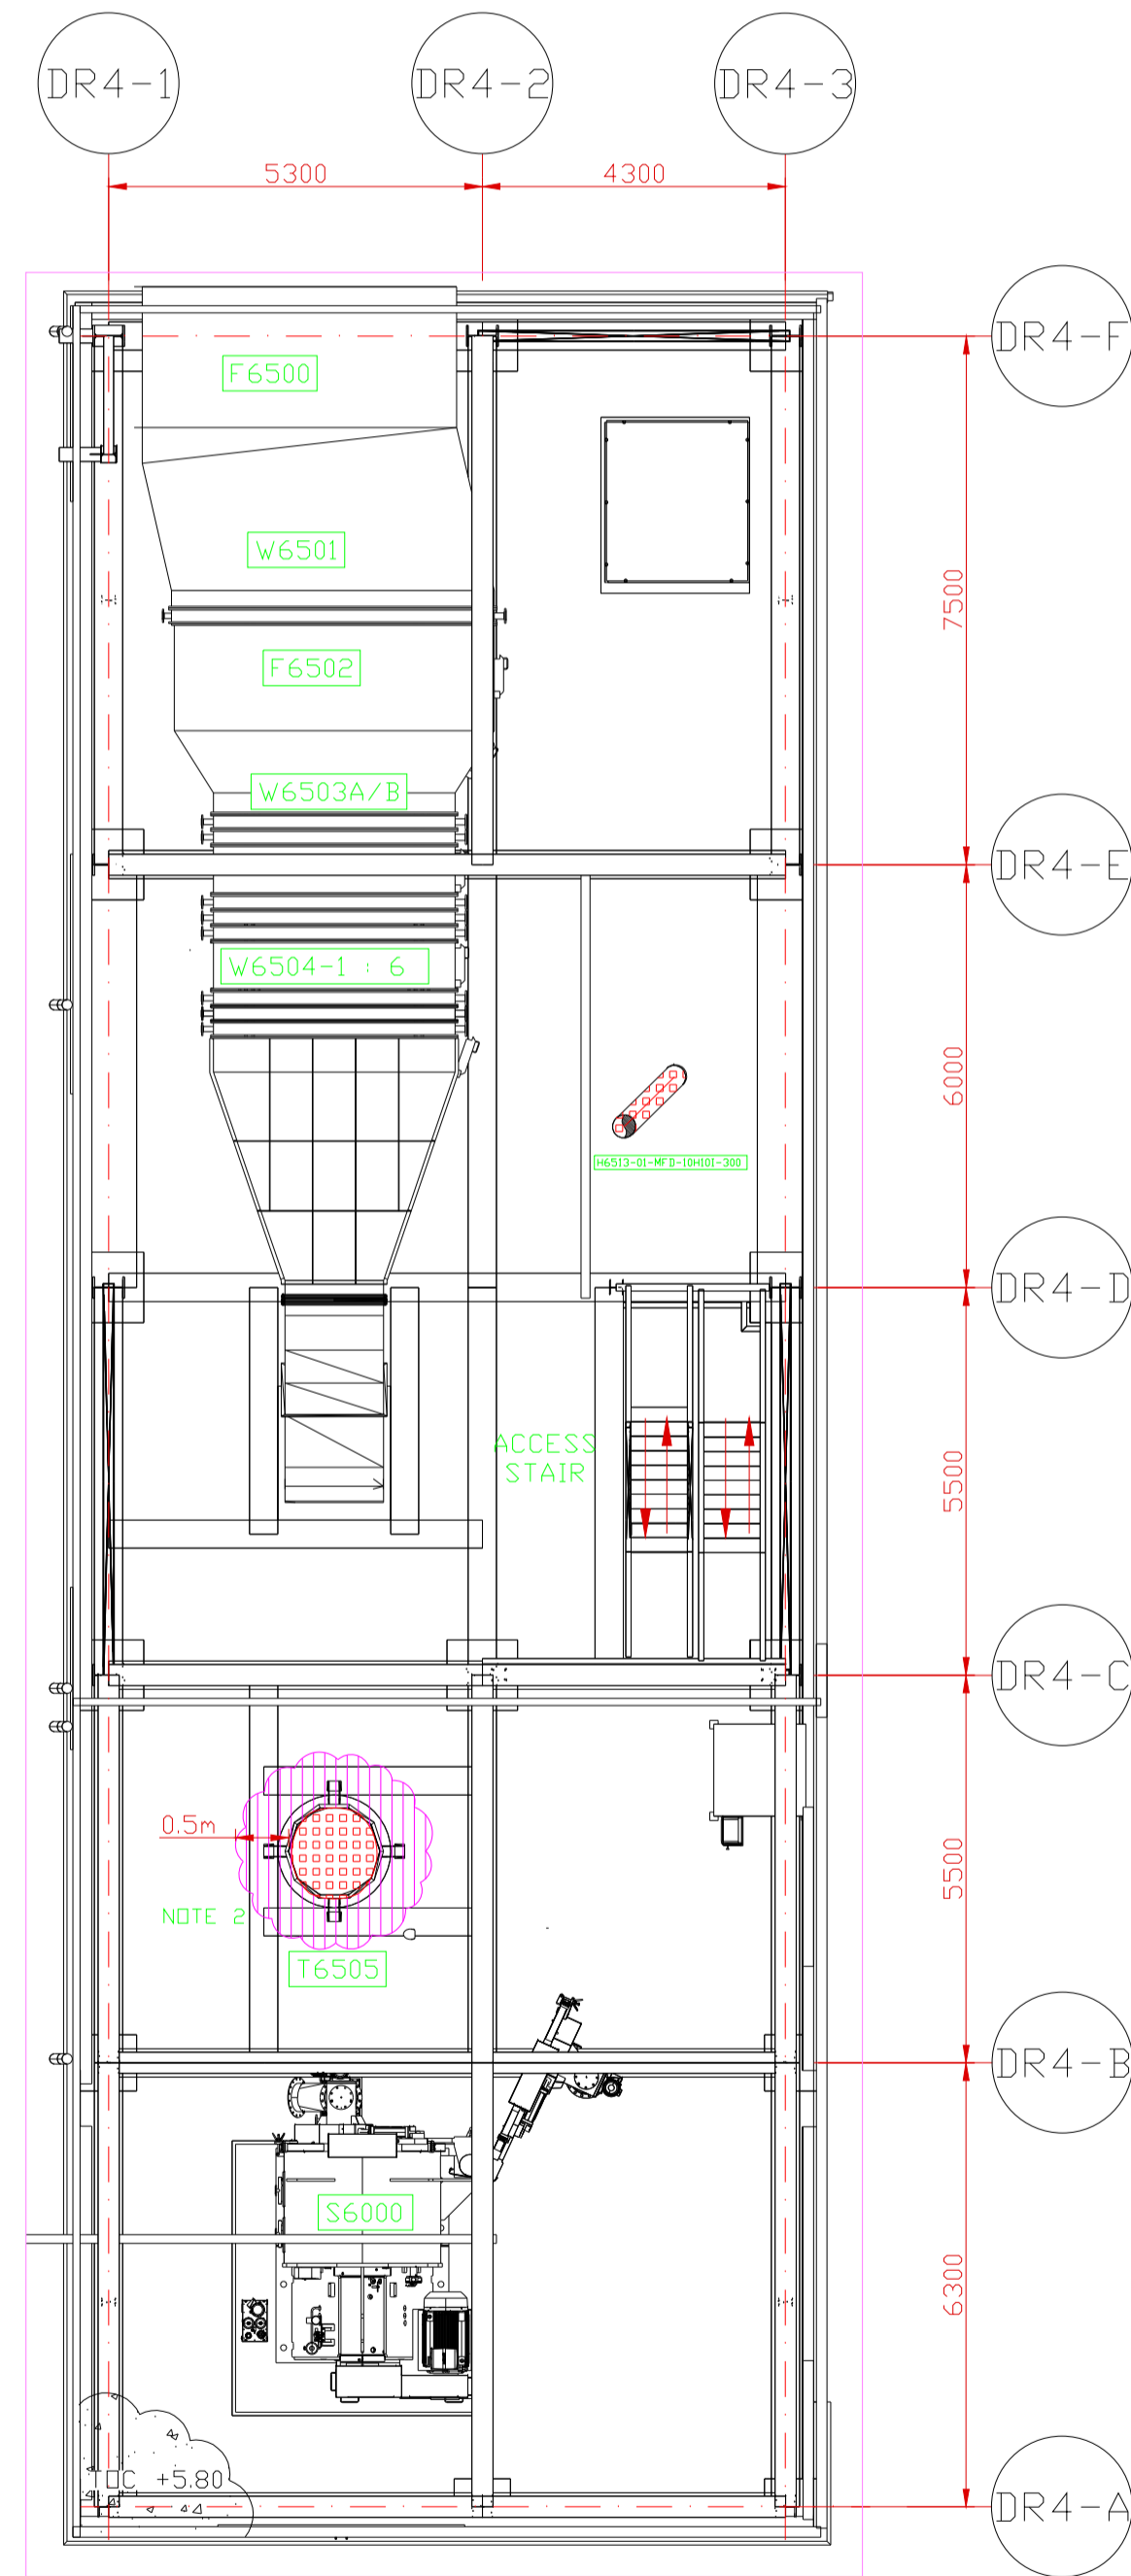 DR4-1 DR4-2 DR4-3
5300 4300
DR4-F
F6500
W6501
7500
F6502
W6503A/B
DR4-E
W6504-1 : 6
6000
H6513-01-MFD-10H101-300
DR4-D
ACCESS
STAIR
5500
DR4-C
0.5m
5500
NOTE 2
T6505
DR4-B
S6000
6300
TOC +5.80
DR4-A